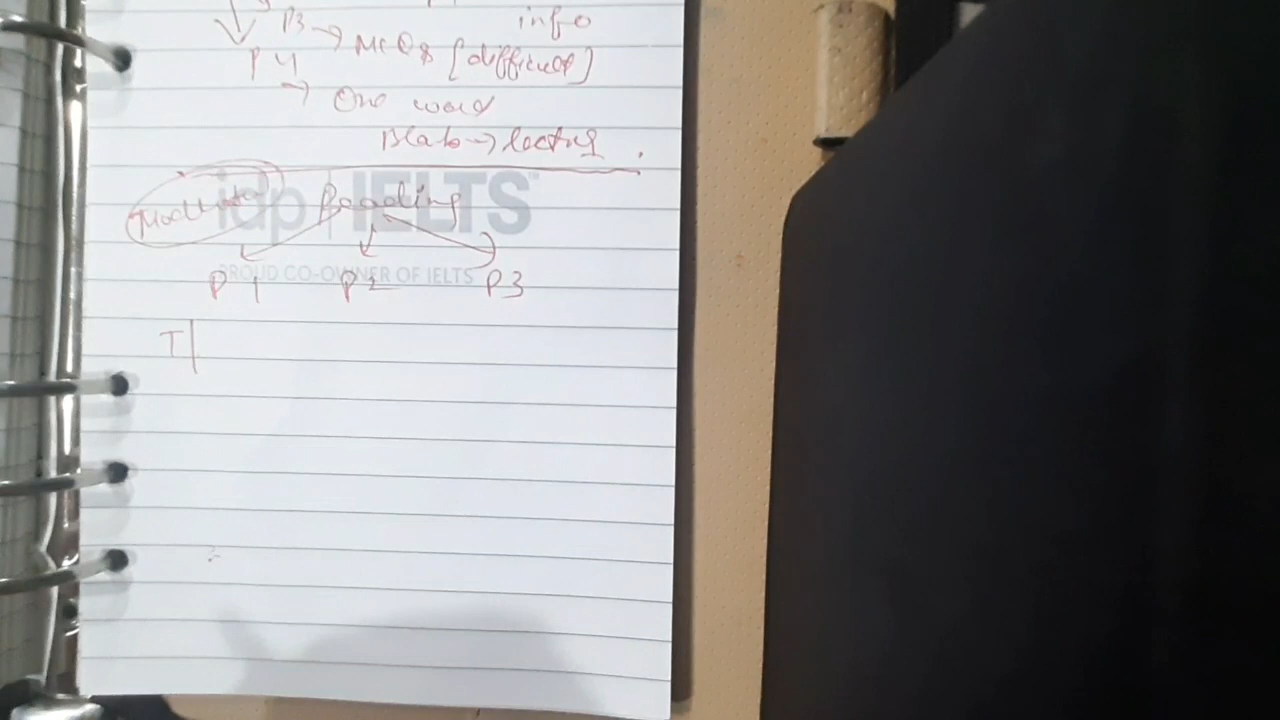 P3 → MCQs [difficult] info
P4
→ One word
Blank → lecture.
idp IELTS™
Reading
PROUD CO-OWNER OF IELTS
P1 P2 P3
T|